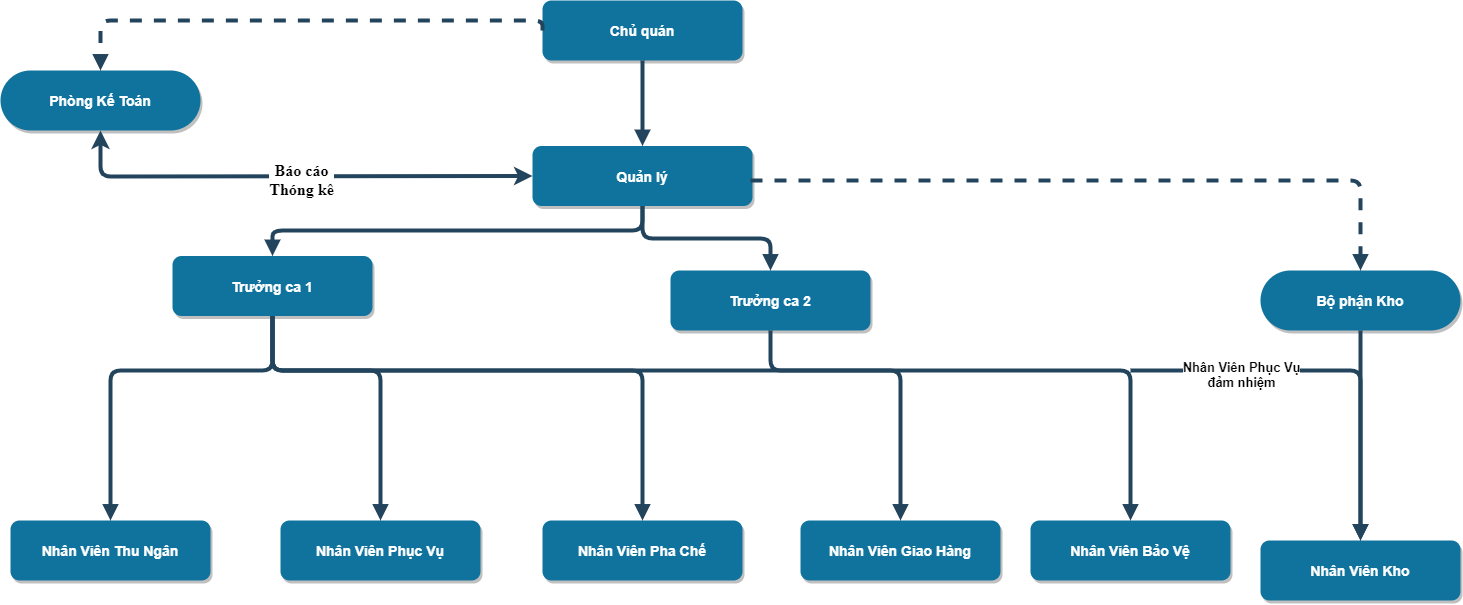 Chủ quán
Phòng Kế Toán
Báo cáo
Thóng kê
Quản lý
Trưởng ca 1
Trưởng ca 2
Bộ phận Kho
Nhân Viên Phục Vụ
đảm nhiệm
Nhân Viên Thu Ngân
Nhân Viên Phục Vụ
Nhân Viên Pha Chế
Nhân Viên Giao Hàng
Nhân Viên Bảo Vệ
Nhân Viên Kho